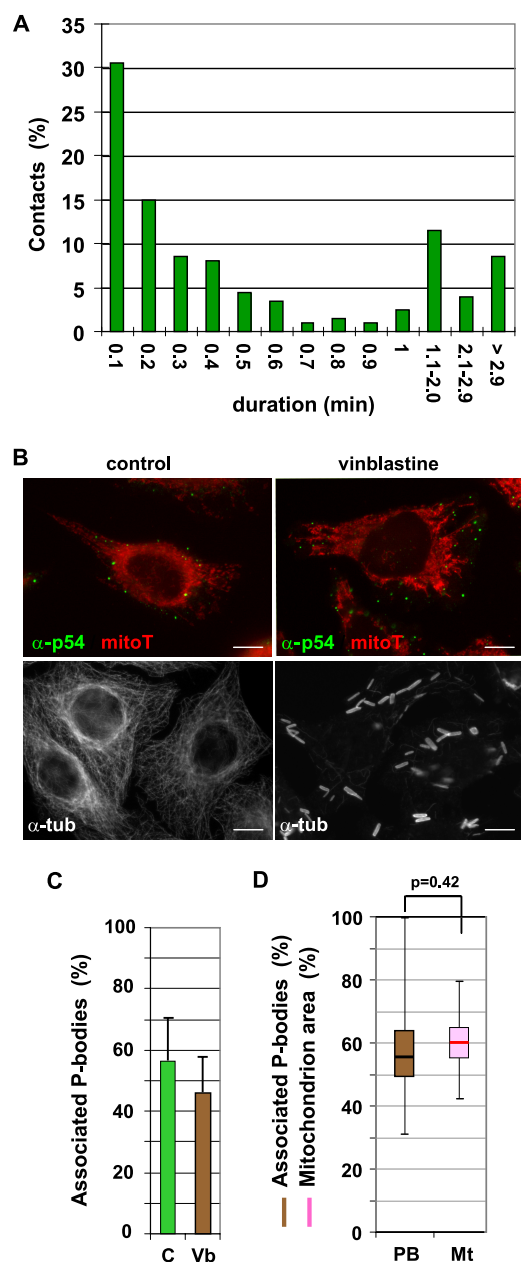 A
Contacts (%)
35
30
25
20
15
10
5
0
0.1 0.2 0.3 0.4 0.5 0.6 0.7 0.8 0.9 1 1.1-2.0 2.1-2.9 > 2.9
duration (min)
B
control vinblastine
α-p54 mitoT α-p54 mitoT
α-tub α-tub
C
Associated P-bodies (%)
100
80
60
40
20
0
C Vb
D
p=0.42
Associated P-bodies (%)
Mitochondrion area (%)
100
80
60
40
20
0
PB Mt